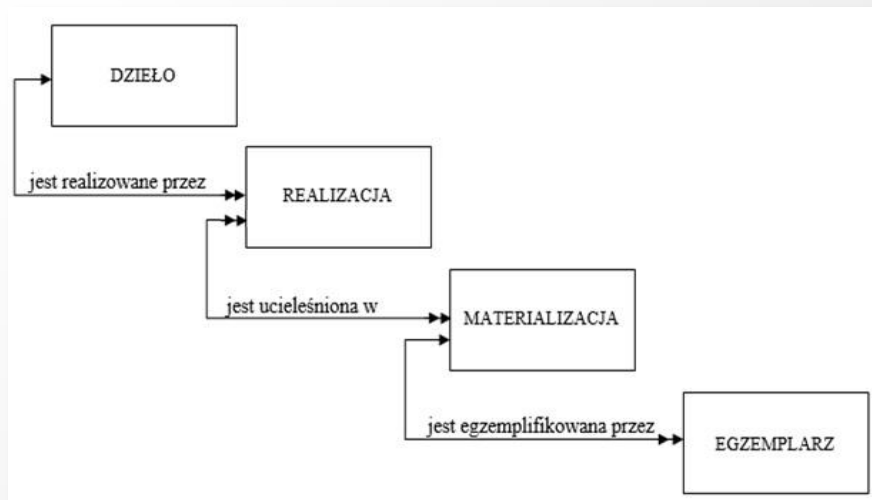 DZIEŁO
jest realizowane przez
REALIZACJA
jest ucieleśniona w
MATERIALIZACJA
jest egzemplifikowana przez
EGZEMPLARZ